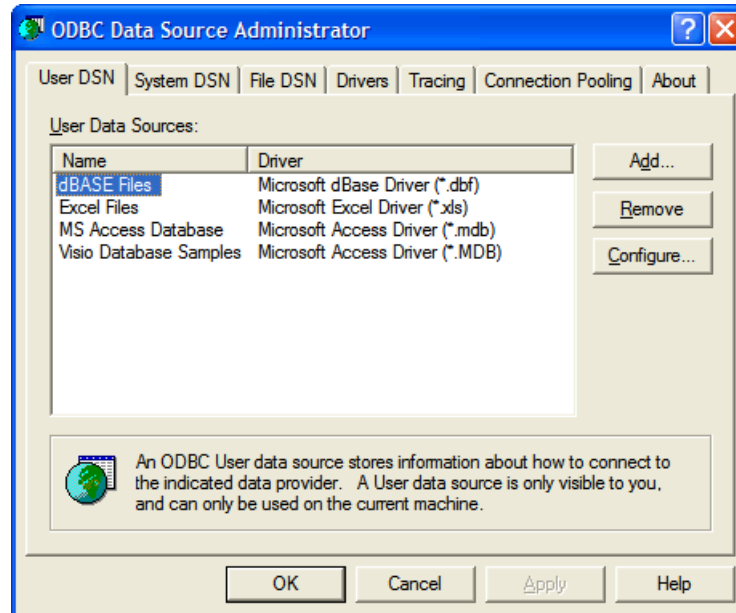 ODBC Data Source Administrator
User DSN System DSN File DSN Drivers Tracing Connection Pooling About
User Data Sources:
Name Driver
dBASE Files Microsoft dBase Driver (*.dbf)
Excel Files Microsoft Excel Driver (*.xls)
MS Access Database Microsoft Access Driver (*.mdb)
Visio Database Samples Microsoft Access Driver (*.MDB)
Add...
Remove
Configure...
An ODBC User data source stores information about how to connect to
the indicated data provider. A User data source is only visible to you,
and can only be used on the current machine.
OK Cancel Apply Help